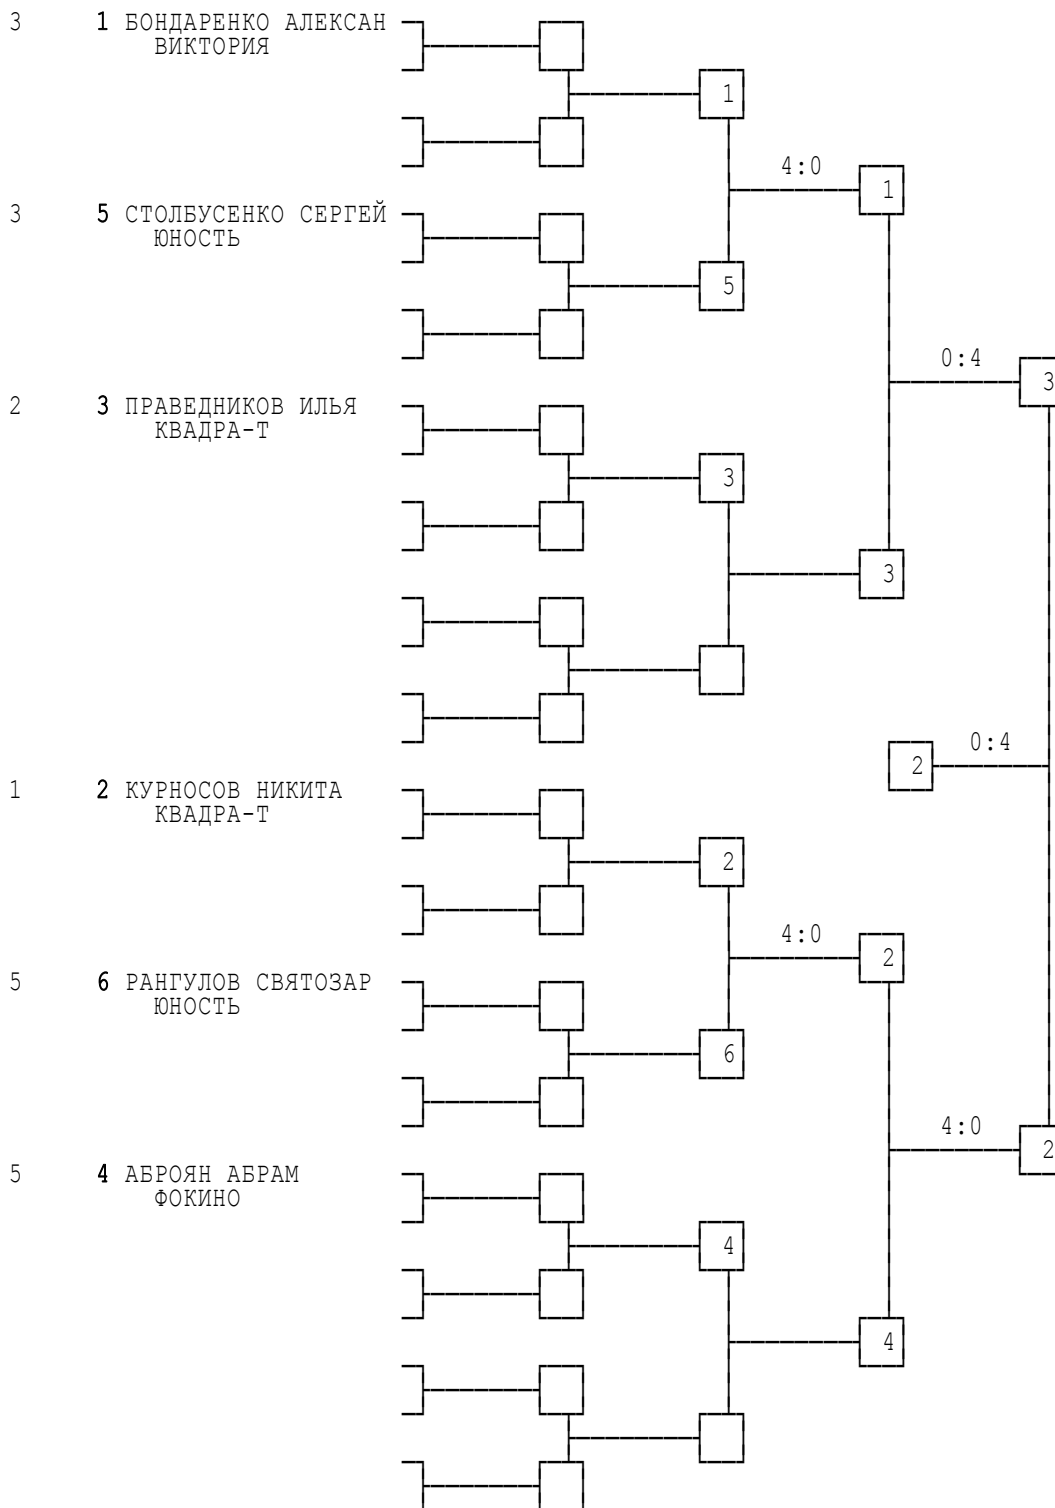 3 1 БОНДАРЕНКО АЛЕКСАН
ВИКТОРИЯ
1
4:0
1
3 5 СТОЛБУСЕНКО СЕРГЕЙ
ЮНОСТЬ
5
0:4
3
2 3 ПРАВЕДНИКОВ ИЛЬЯ
КВАДРА-Т
3
3
0:4
2
1 2 КУРНОСОВ НИКИТА
КВАДРА-Т
2
4:0
2
5 6 РАНГУЛОВ СВЯТОЗАР
ЮНОСТЬ
6
4:0
2
5 4 АБРОЯН АБРАМ
ФОКИНО
4
4